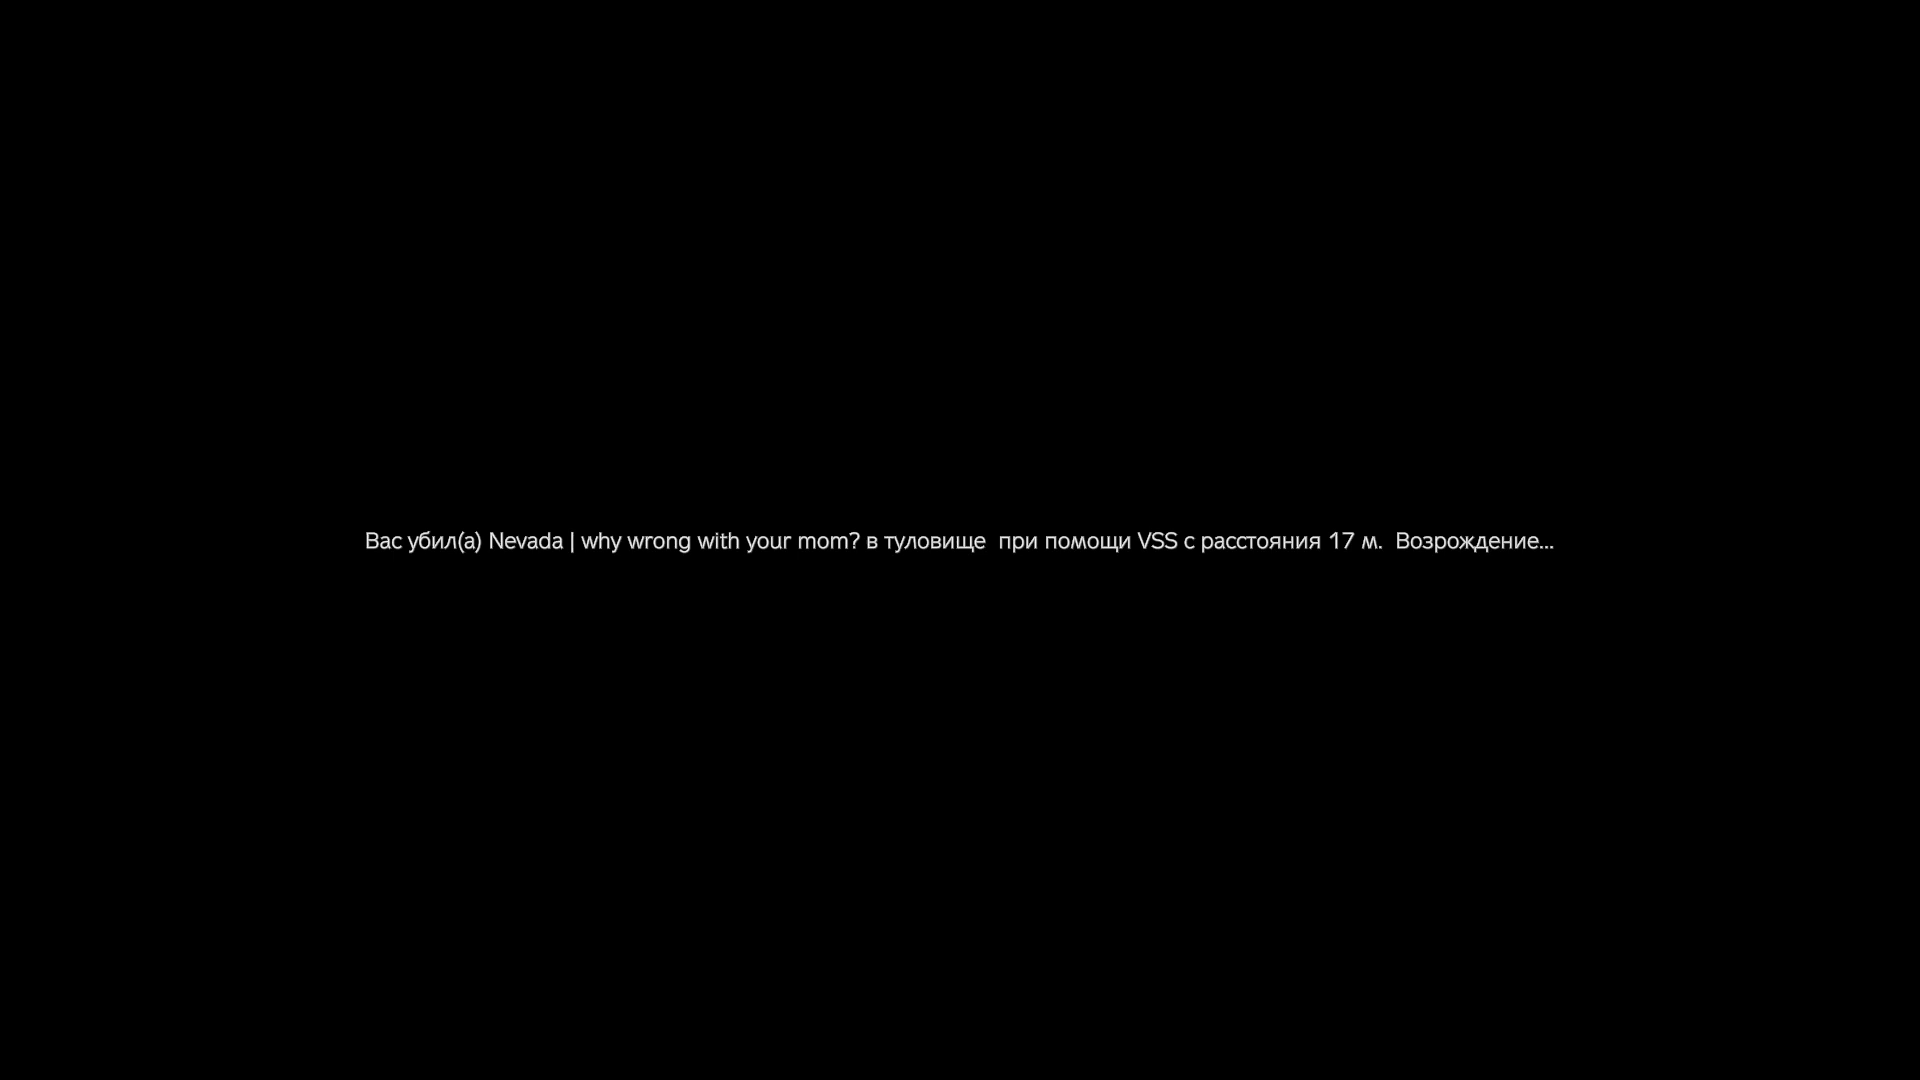 Вас убил(а) Nevada | why wrong with your mom? в туловище  при помощи VSS с расстояния 17 м.  Возрождение...